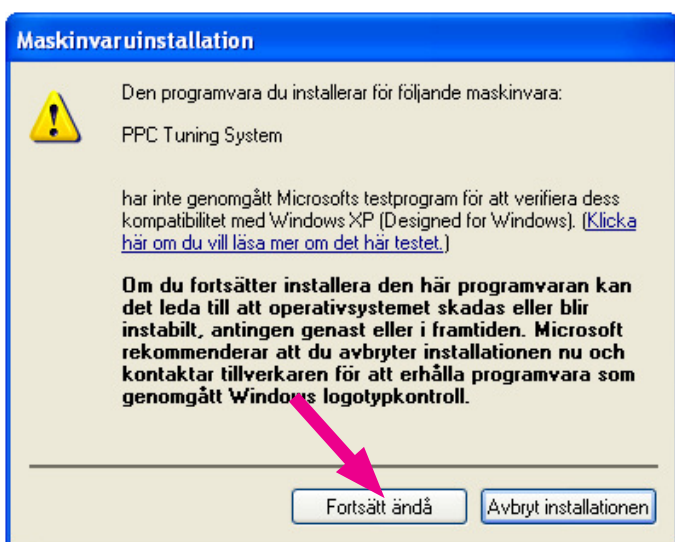 Maskinvaruinstallation
Den programvara du installerar för följande maskinvara:
PPC Tuning System
har inte genomgått Microsofts testprogram för att verifiera dess
kompatibilitet med Windows XP (Designed for Windows). (Klicka
här om du vill läsa mer om det här testet.)
Om du fortsätter installera den här programvaran kan
det leda till att operativsystemet skadas eller blir
instabilt, antingen genast eller i framtiden. Microsoft
rekommenderar att du avbryter installationen nu och
kontaktar tillverkaren för att erhålla programvara som
genomgått Windows logotypkontroll.
Fortsätt ändå
Avbryt installationen